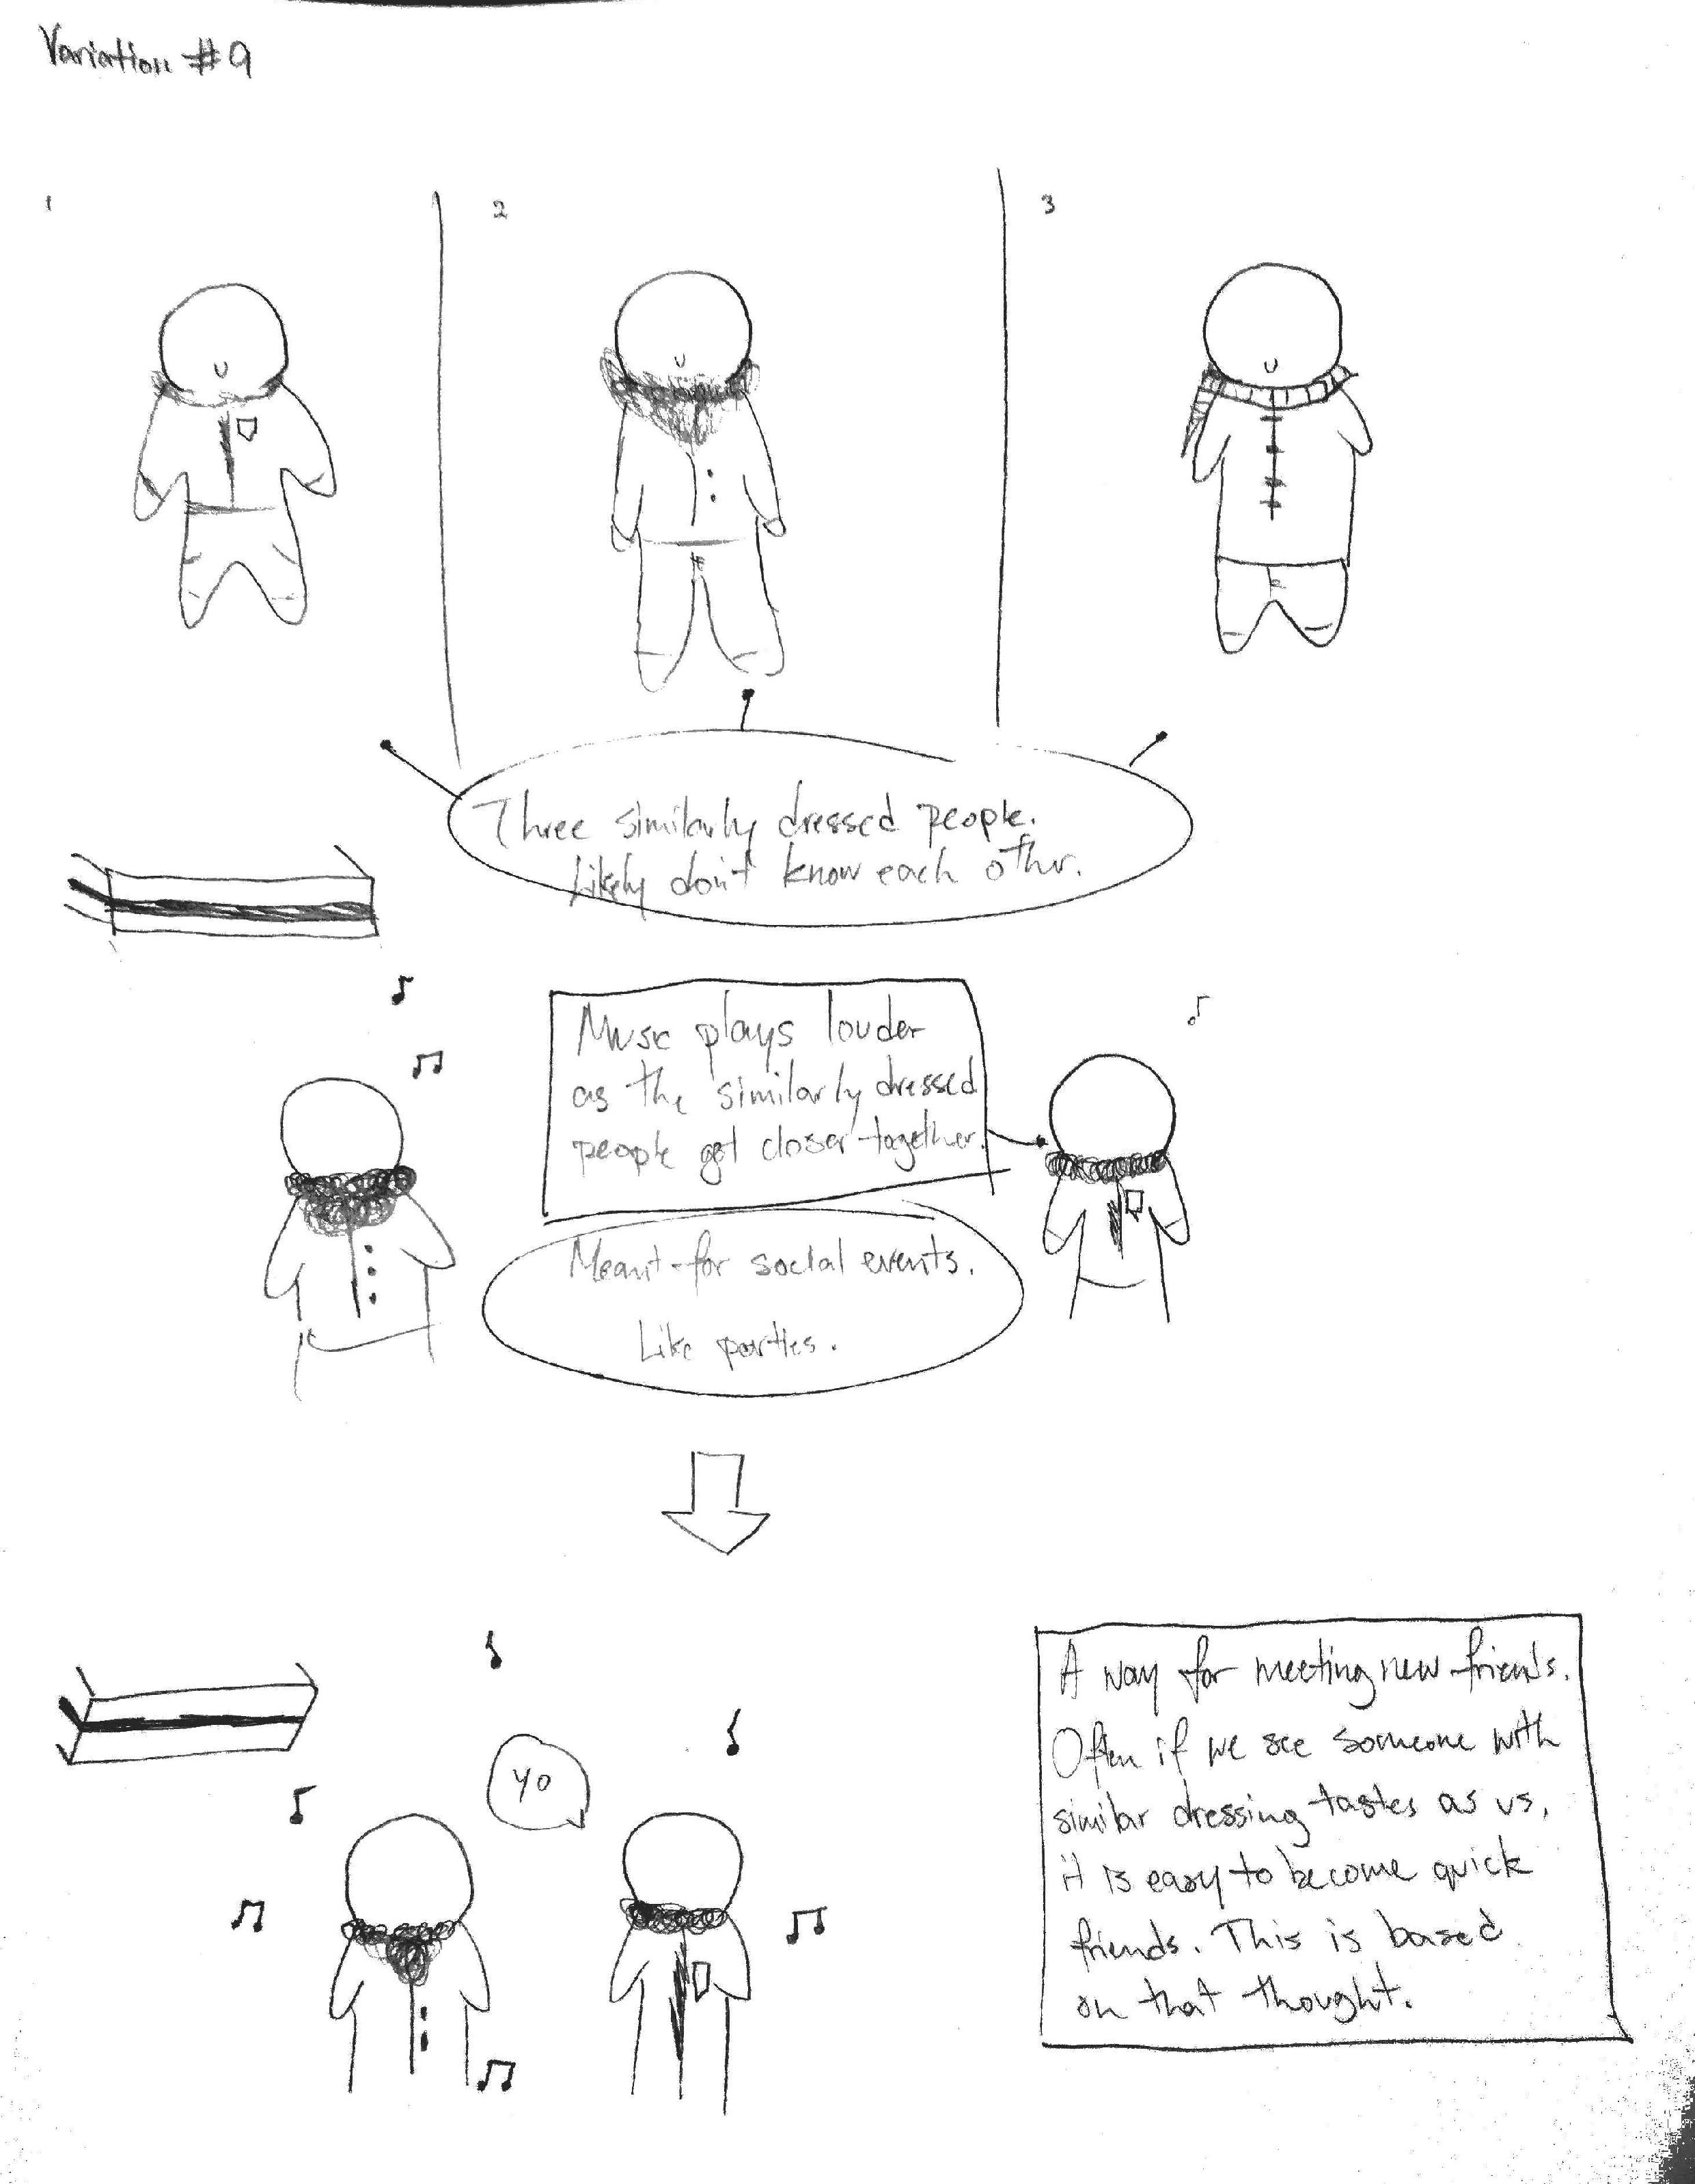 Variation #9
1
2
3
Three similarly dressed people.
Likely don't know each other.
Music plays louder
as the similarly dressed
people get closer together.
Meant for social events.
Like parties.
YO
A way for meeting new friends.
Often if we see someone with
similar dressing tastes as us,
it is easy to become quick
friends. This is based
on that thought.